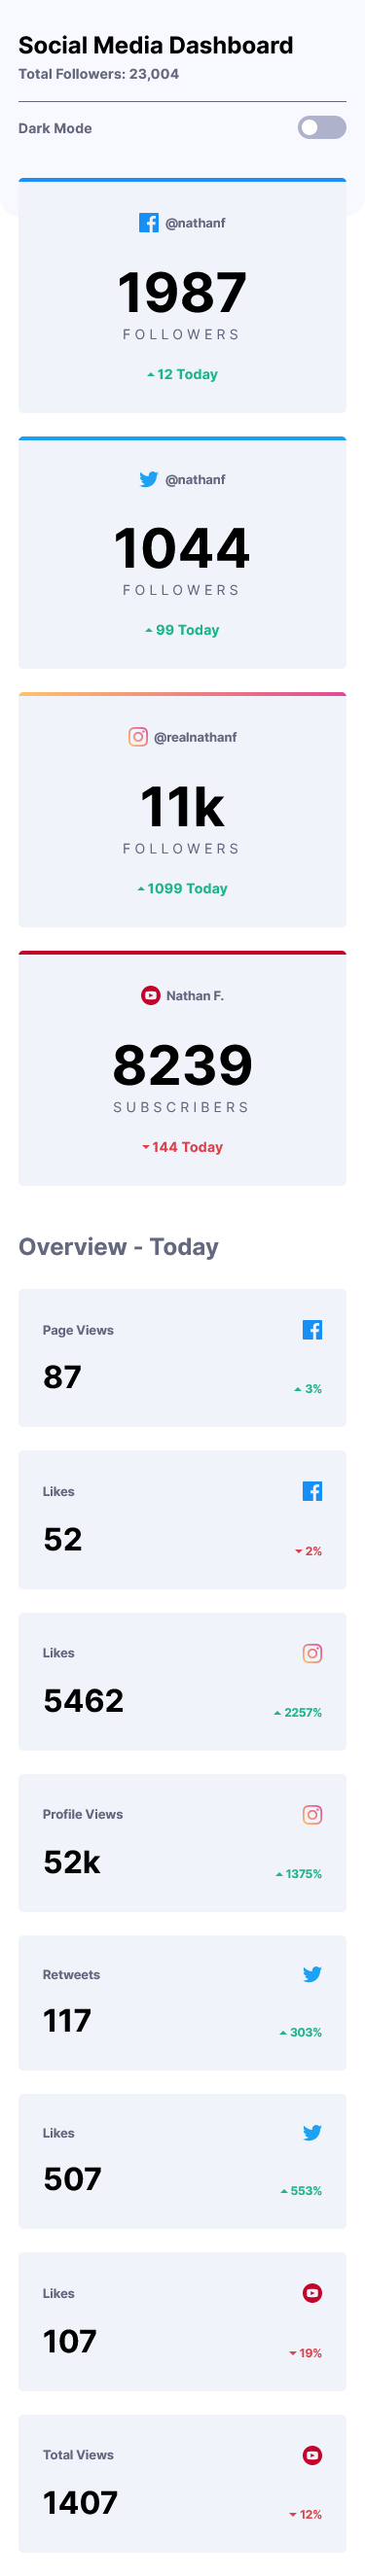 Social Media Dashboard
Total Followers: 23,004
Dark Mode
@nathanf
1987
FOLLOWERS
12 Today
@nathanf
1044
FOLLOWERS
99 Today
@realnathanf
11k
FOLLOWERS
1099 Today
Nathan F.
8239
SUBSCRIBERS
144 Today
Overview - Today
Page Views
87
3%
Likes
52
2%
Likes
5462
2257%
Profile Views
52k
1375%
Retweets
117
303%
Likes
507
553%
Likes
107
19%
Total Views
1407
12%